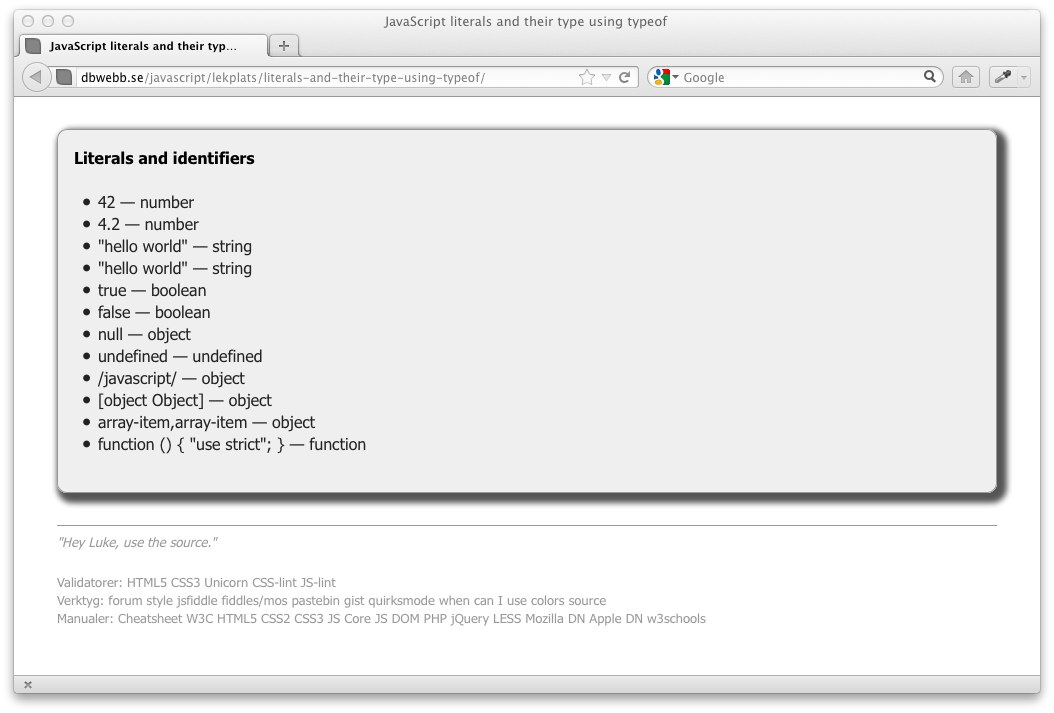 JavaScript literals and their type using typeof
JavaScript literals and their typ...
dbwebb.se/javascript/lekplats/literals-and-their-type-using-typeof/
Google
Literals and identifiers
42 — number
4.2 — number
"hello world" — string
"hello world" — string
true — boolean
false — boolean
null — object
undefined — undefined
/javascript/ — object
[object Object] — object
array-item,array-item — object
function () { "use strict"; } — function
"Hey Luke, use the source."
Validatorer: HTML5 CSS3 Unicorn CSS-lint JS-lint
Verktyg: forum style jsfiddle fiddles/mos pastebin gist quirksmode when can I use colors source
Manualer: Cheatsheet W3C HTML5 CSS2 CSS3 JS Core JS DOM PHP jQuery LESS Mozilla DN Apple DN w3schools